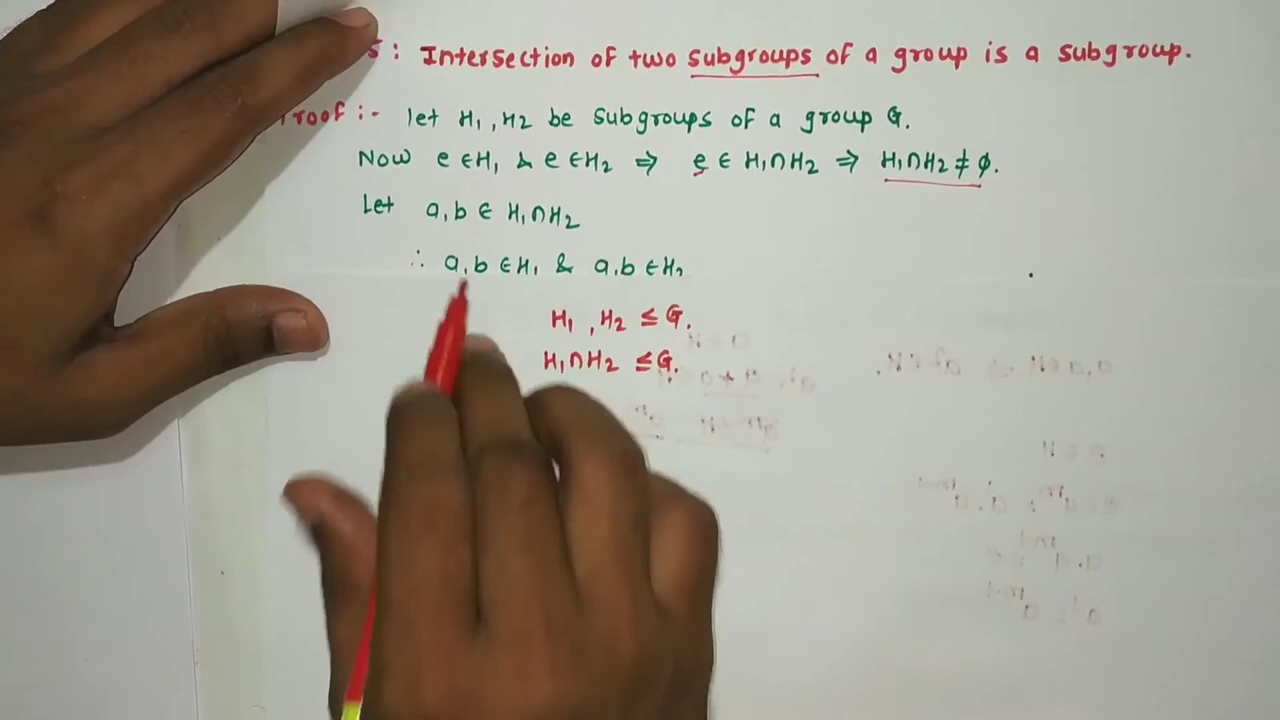 5: Intersection of two subgroups of a group is a subgroup.
roof :- let H₁, H₂ be subgroups of a group G.
Now e ∈ H₁ & e ∈ H₂ ⇒ e ∈ H₁∩H₂ ⇒ H₁∩H₂ ≠ φ.
Let a,b ∈ H₁∩H₂
∴ a,b ∈ H₁ & a,b ∈ H₂
H₁, H₂ ≤ G.
H₁∩H₂ ≤ G.